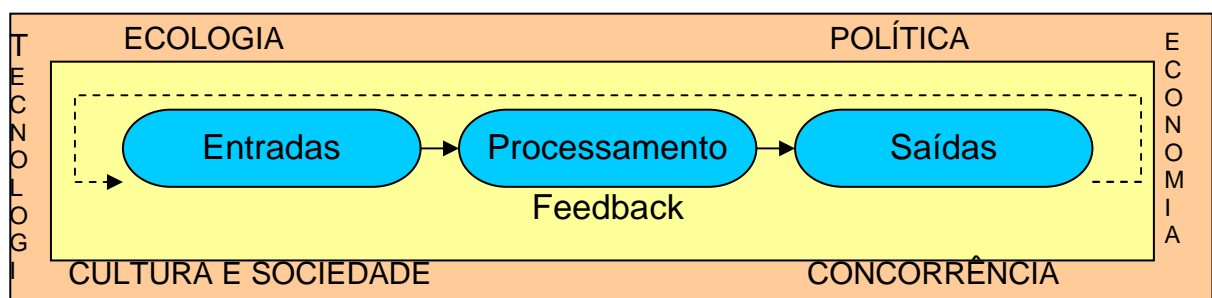 ECOLOGIA
POLÍTICA
TECNOLOGI
ECONOMIA
Entradas
Processamento
Saídas
Feedback
CULTURA E SOCIEDADE
CONCORRÊNCIA